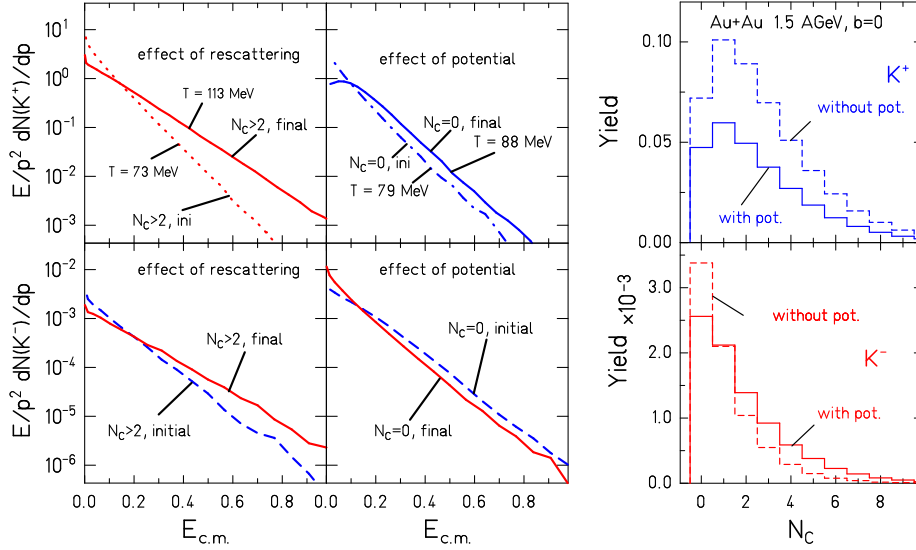 E/p² dN(K⁺)/dp
10¹
10⁰
10⁻¹
10⁻²
10⁻³
effect of rescattering
T = 113 MeV
N_C>2, final
T = 73 MeV
N_C>2, ini
effect of potential
N_C=0, final
T = 88 MeV
N_C=0, ini
T = 79 MeV
E/p² dN(K⁻)/dp
10⁻²
10⁻³
10⁻⁴
10⁻⁵
10⁻⁶
effect of rescattering
N_C>2, final
N_C>2, initial
effect of potential
N_C=0, initial
N_C=0, final
0.0 0.2 0.4 0.6 0.8 0.0 0.2 0.4 0.6 0.8
E_c.m. E_c.m.
Yield
0.10
0.05
0.00
Au+Au 1.5 AGeV, b=0
K⁺
without pot.
with pot.
Yield ×10−3
3.0
2.0
1.0
0.0
without pot.
K⁻
with pot.
0 2 4 6 8
N_C